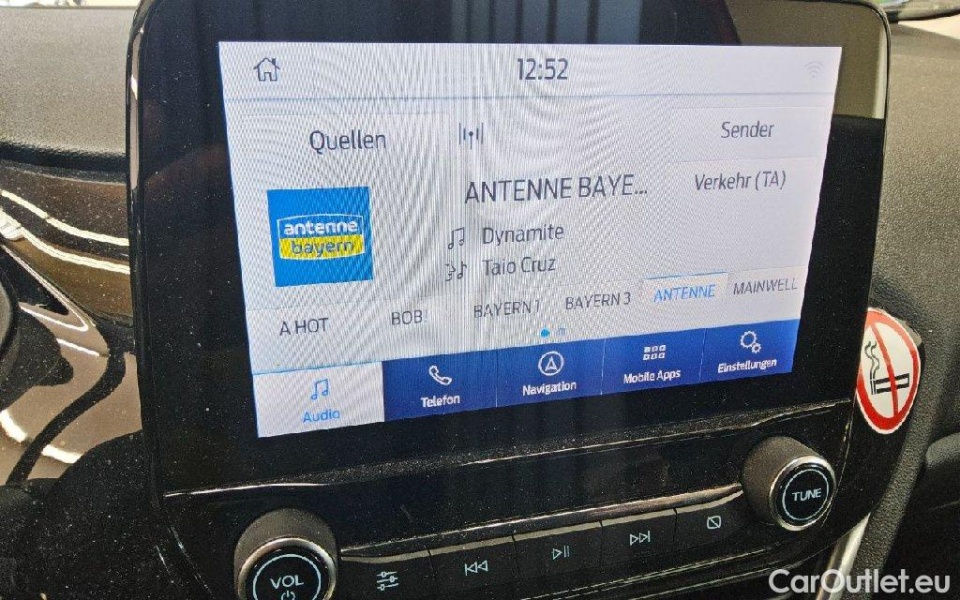 12:52
Quellen
Sender
ANTENNE BAYE...
Verkehr (TA)
antenne
bayern
Dynamite
Taio Cruz
A HOT BOB! BAYERN 1 BAYERN 3 ANTENNE MAINWELL
Audio Telefon Navigation Mobile Apps Einstellungen
TUNE
VOL
CarOutlet.eu